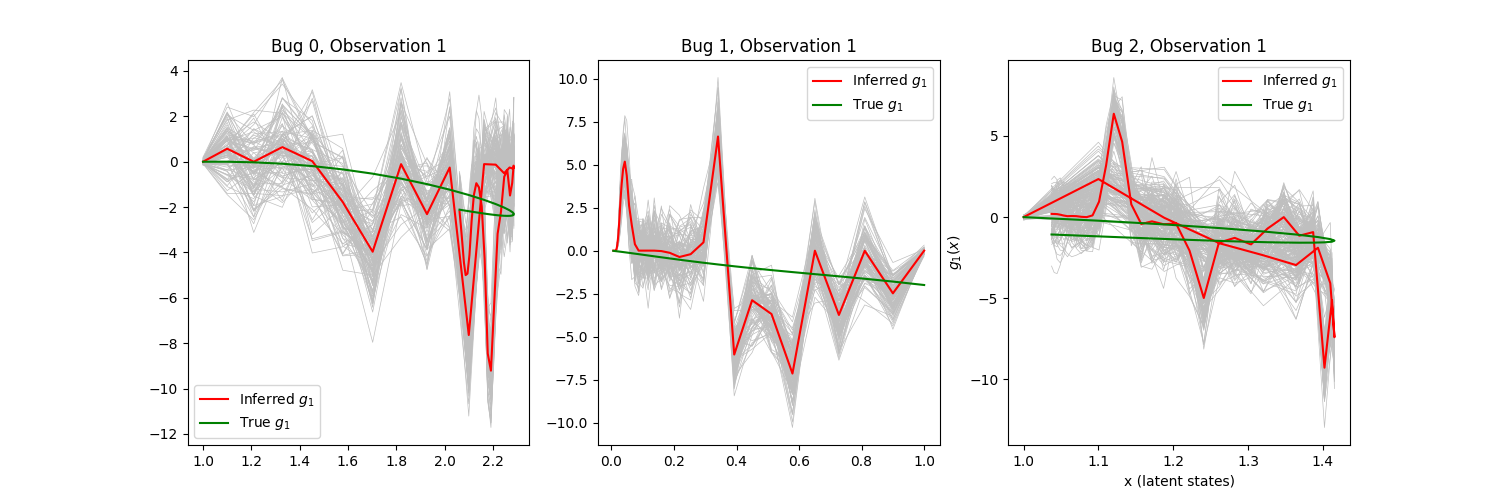 Bug 0, Observation 1
4
2
0
−2
−4
−6
−8
−10
−12
1.0 1.2 1.4 1.6 1.8 2.0 2.2
Inferred g₁
True g₁
Bug 1, Observation 1
10.0
7.5
5.0
2.5
0.0
−2.5
−5.0
−7.5
−10.0
0.0 0.2 0.4 0.6 0.8 1.0
Inferred g₁
True g₁
Bug 2, Observation 1
g₁(x)
5
0
−5
−10
1.0 1.1 1.2 1.3 1.4
x (latent states)
Inferred g₁
True g₁